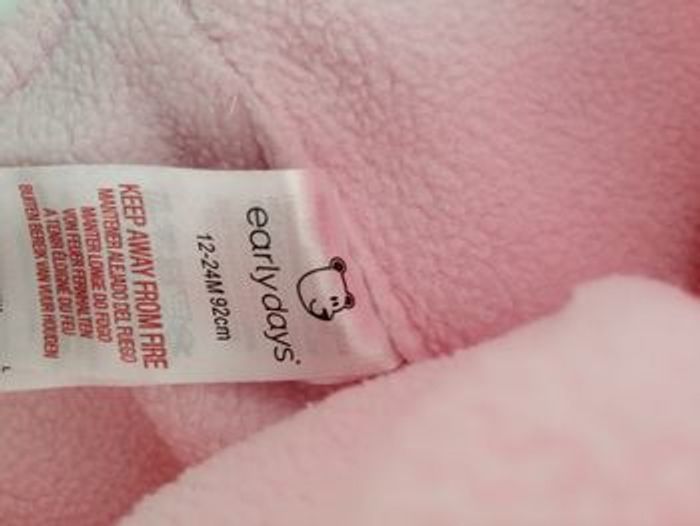 early days
12-24M 92cm
KEEP AWAY FROM FIRE
MANTENER ALEJADO DEL FUEGO
MANTER LONGE DO FOGO
VON FEUER FERNHALTEN
A TENIR ÉLOIGNÉ DU FEU
BUITEN BEREIK VAN VUUR HOUDEN